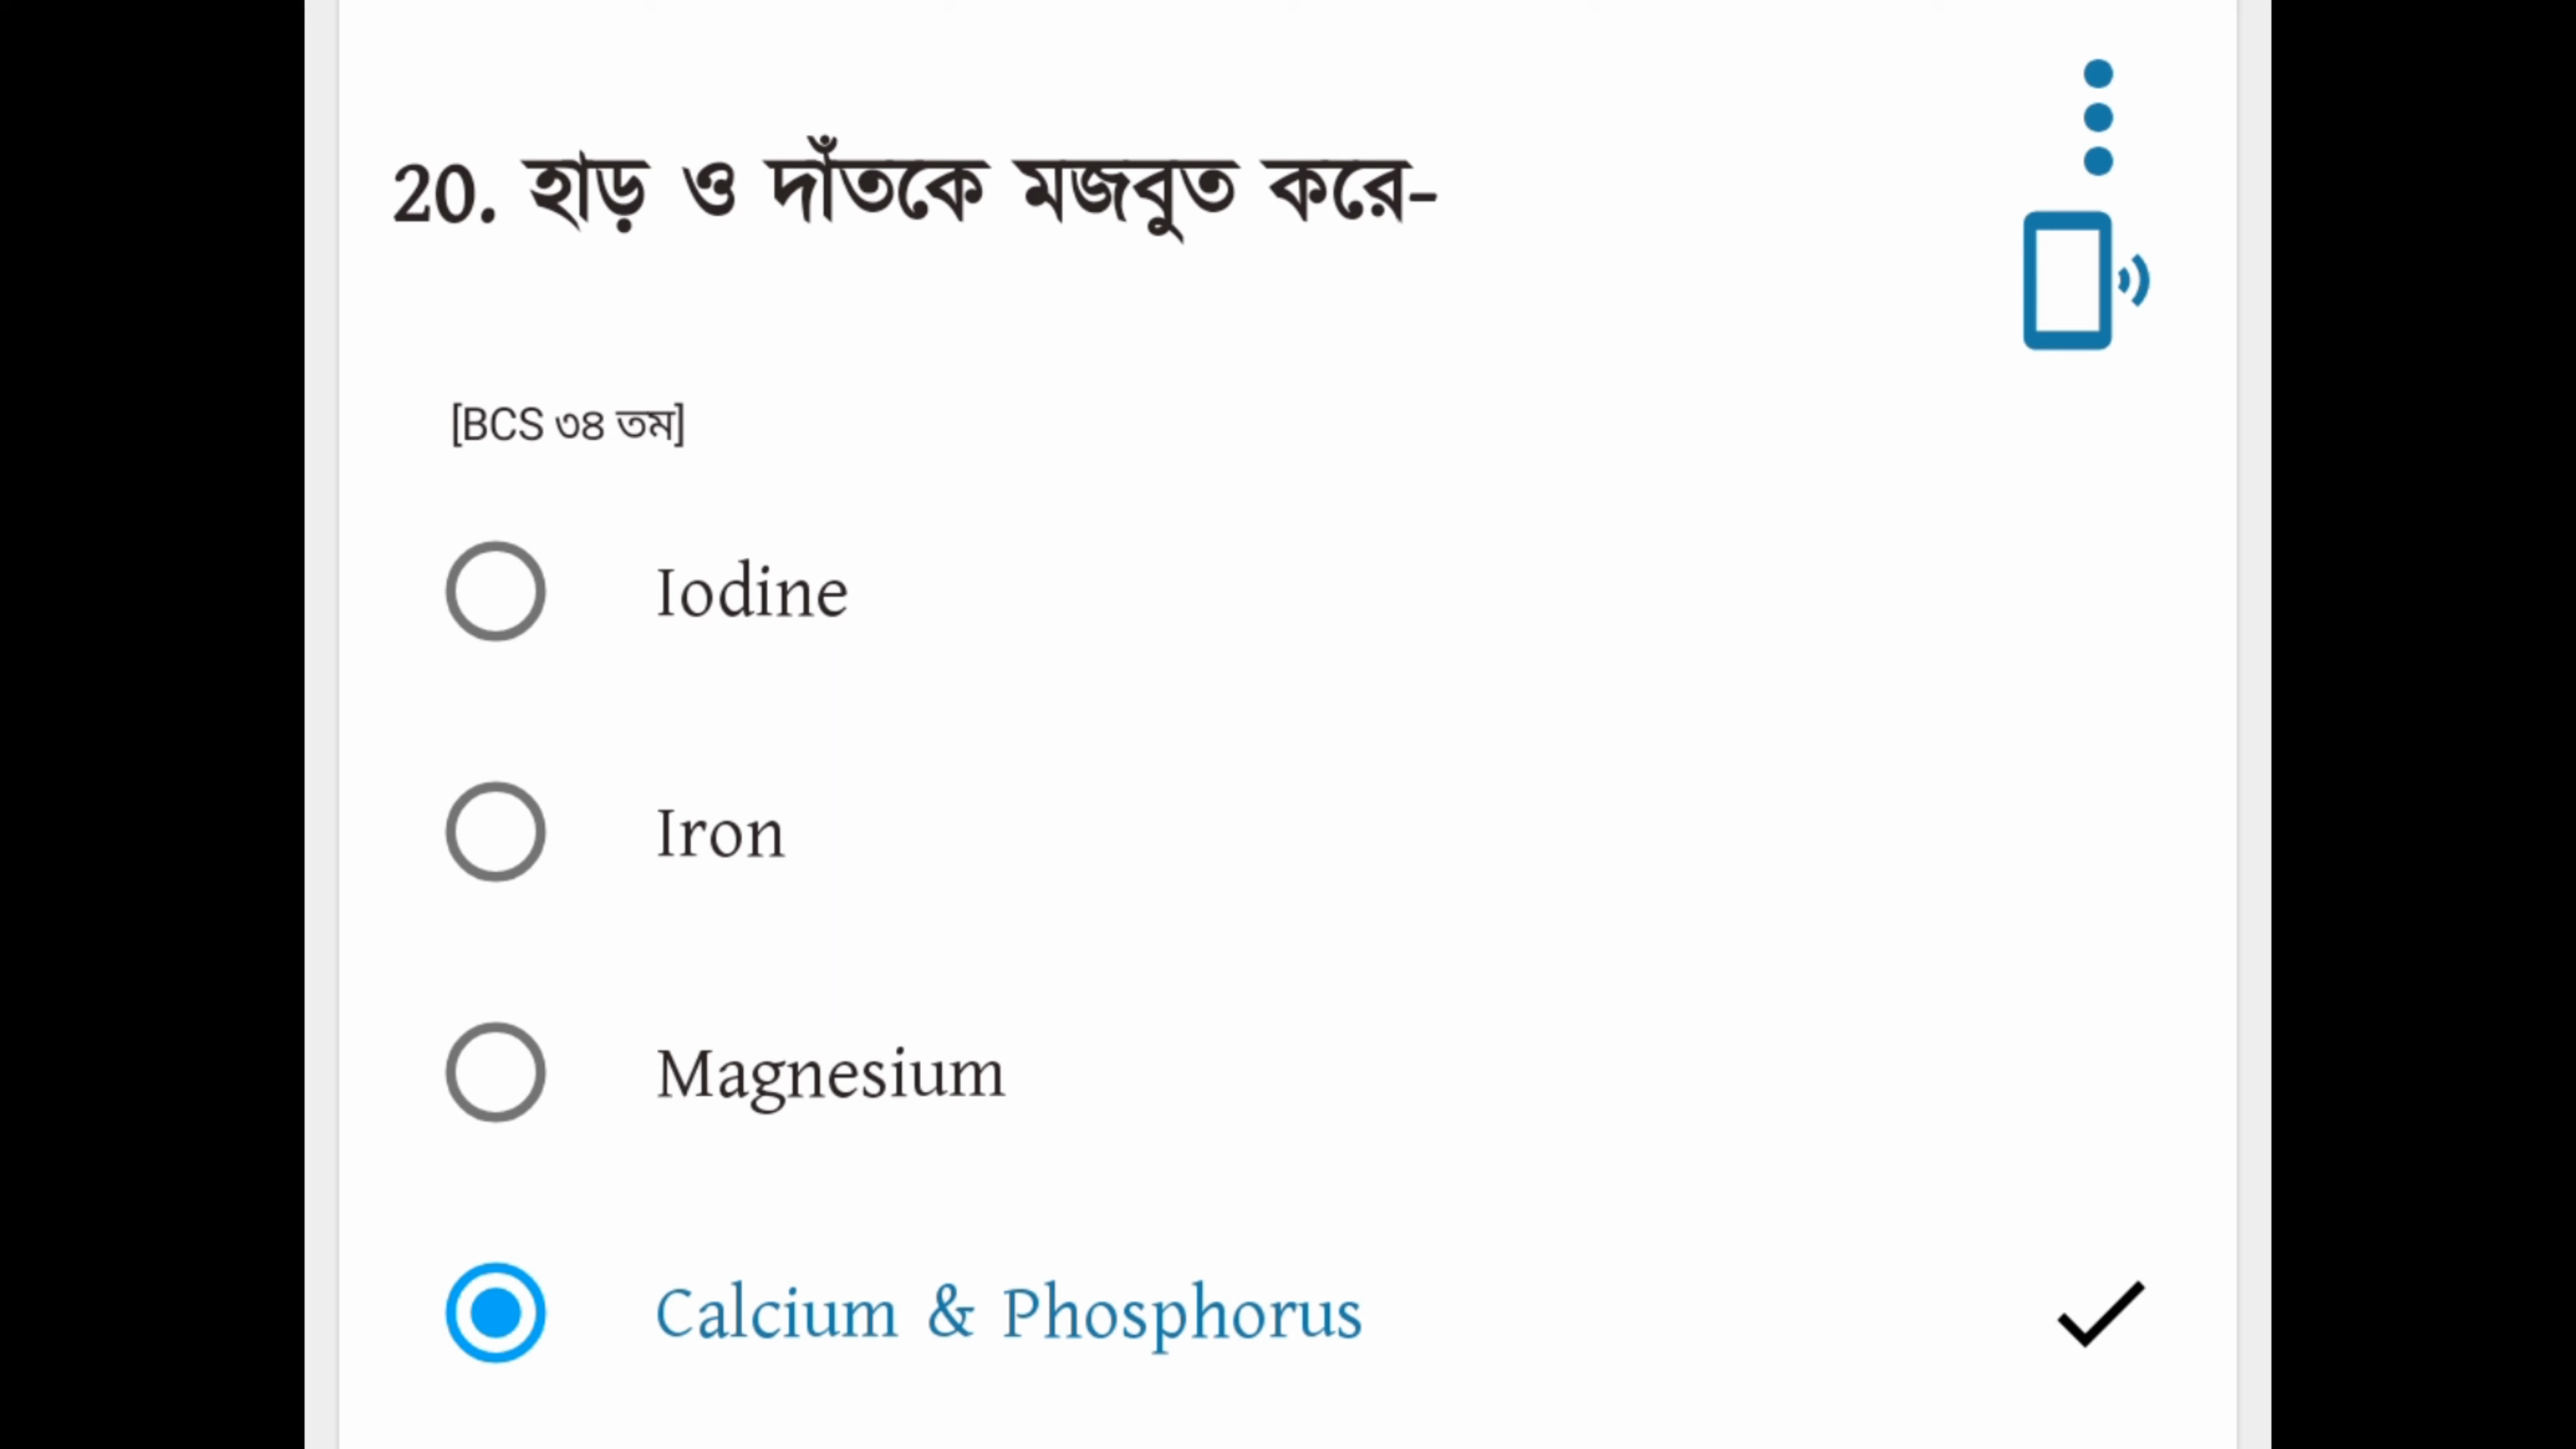 20. হাড় ও দাঁতকে মজবুত করে-
[BCS ৩৪ তম]
Iodine
Iron
Magnesium
Calcium & Phosphorus